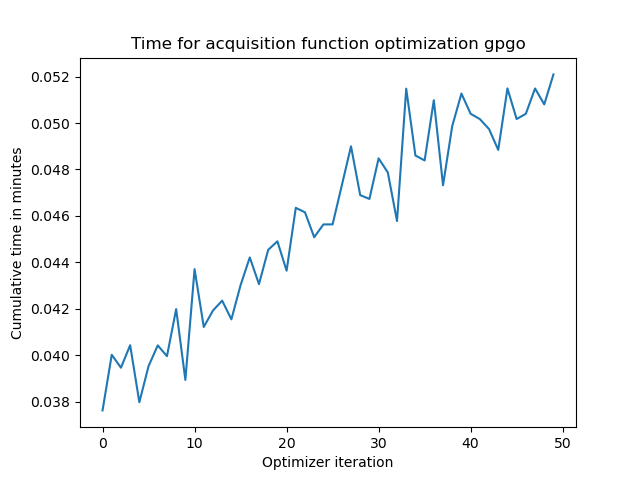 Time for acquisition function optimization gpgo
0.052
0.050
0.048
0.046
0.044
0.042
0.040
0.038
Cumulative time in minutes
0 10 20 30 40 50
Optimizer iteration